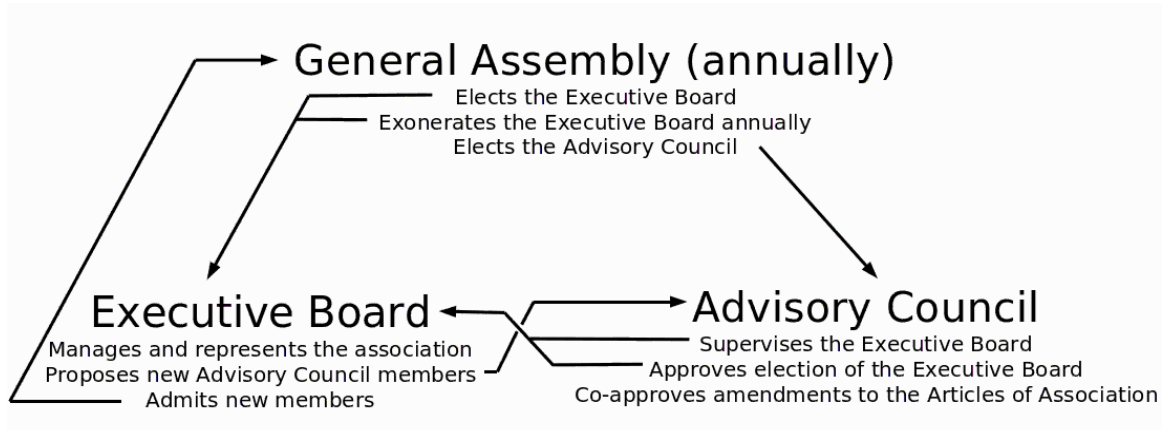 General Assembly (annually)
Elects the Executive Board
Exonerates the Executive Board annually
Elects the Advisory Council
Executive Board
Manages and represents the association
Proposes new Advisory Council members
Admits new members
Advisory Council
Supervises the Executive Board
Approves election of the Executive Board
Co-approves amendments to the Articles of Association